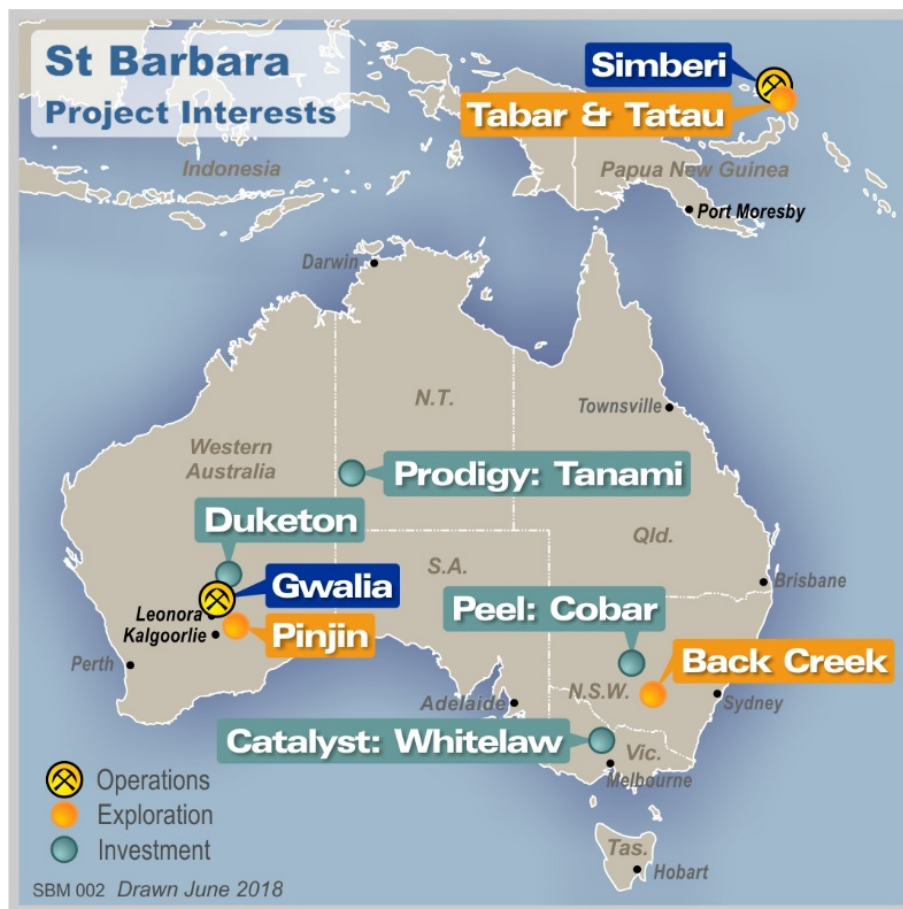 St Barbara
Project Interests
Simberi
Tabar & Tatau
Indonesia
Papua New Guinea
Port Moresby
Darwin
N.T.
Townsville
Western
Australia
Prodigy: Tanami
Duketon
Qld.
S.A.
Gwalia
Brisbane
Leonora
Peel: Cobar
Kalgoorlie
Pinjin
Back Creek
Perth
N.S.W.
Adelaide
Sydney
Catalyst: Whitelaw
Vic.
Melbourne
Operations
Exploration
Investment
Tas.
Hobart
SBM 002 Drawn June 2018